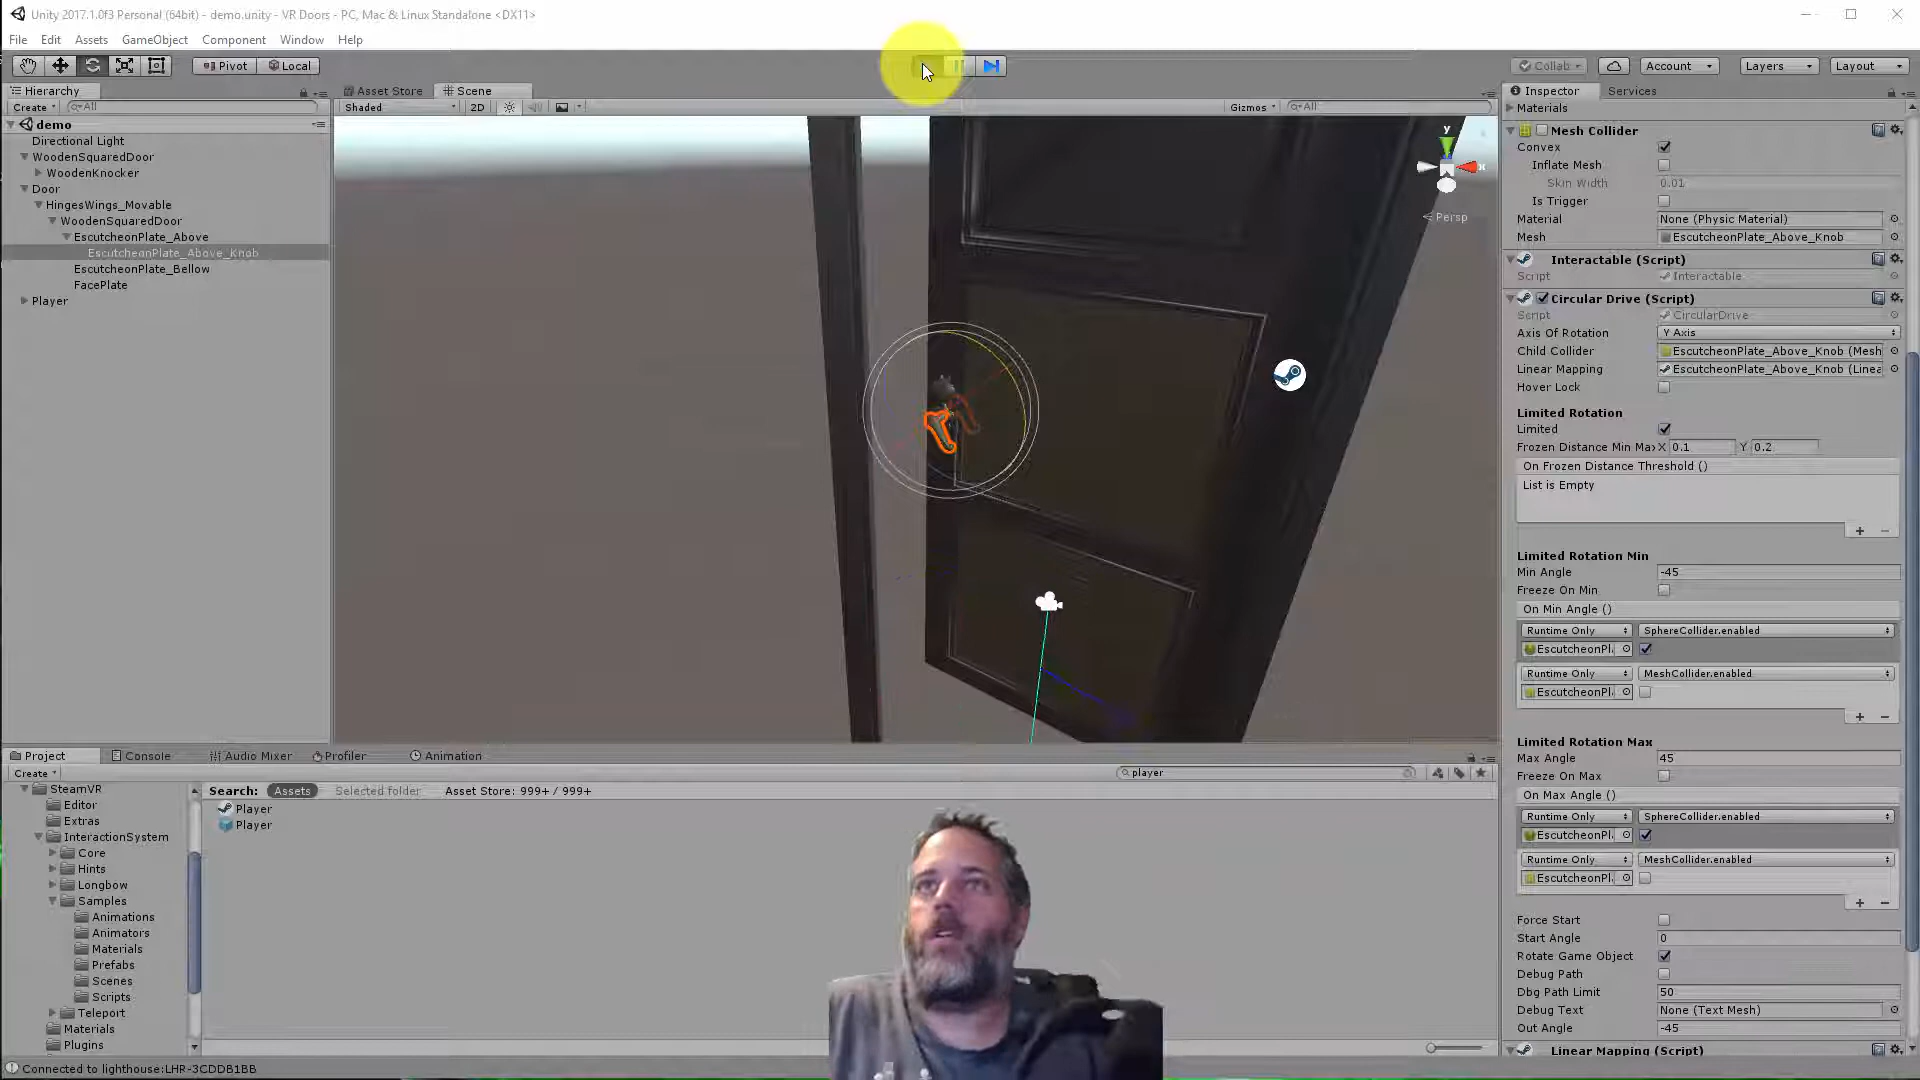 Unity 2017.1.0f3 Personal (64bit) - demo.unity - VR Doors - PC, Mac & Linux Standalone <DX11>
File Edit Assets GameObject Component Window Help
Pivot Local Collab Account Layers Layout
Hierarchy Asset Store Scene Inspector Services
Create All Shaded 2D Gizmos All
Materials
demo
Directional Light
WoodenSquaredDoor
WoodenKnocker
Door
HingesWings_Movable
WoodenSquaredDoor
EscutcheonPlate_Above
EscutcheonPlate_Above_Knob
EscutcheonPlate_Bellow
FacePlate
Player
y
x
Persp
Mesh Collider
Convex
Inflate Mesh
Skin Width 0.01
Is Trigger
Material None (Physic Material)
Mesh EscutcheonPlate_Above_Knob
Interactable (Script)
Script Interactable
Circular Drive (Script)
Script CircularDrive
Axis Of Rotation Y Axis
Child Collider EscutcheonPlate_Above_Knob (Mesh
Linear Mapping EscutcheonPlate_Above_Knob (Linea
Hover Lock
Limited Rotation
Limited
Frozen Distance Min Max X 0.1 Y 0.2
On Frozen Distance Threshold ()
List is Empty
Limited Rotation Min
Min Angle -45
Freeze On Min
On Min Angle ()
Runtime Only SphereCollider.enabled
EscutcheonPl
Runtime Only MeshCollider.enabled
EscutcheonPl
Limited Rotation Max
Max Angle 45
Freeze On Max
On Max Angle ()
Runtime Only SphereCollider.enabled
EscutcheonPl
Runtime Only MeshCollider.enabled
EscutcheonPl
Force Start
Start Angle 0
Rotate Game Object
Debug Path
Dbg Path Limit 50
Debug Text None (Text Mesh)
Out Angle -45
Linear Mapping (Script)
Project Console Audio Mixer Profiler Animation
Create player
Search: Assets Selected folder Asset Store: 999+ / 999+
SteamVR
Editor
Extras
InteractionSystem
Core
Hints
Longbow
Samples
Animations
Animators
Materials
Prefabs
Scenes
Scripts
Teleport
Materials
Plugins
Player
Player
Connected to lighthouse:LHR-3CDDB1BB